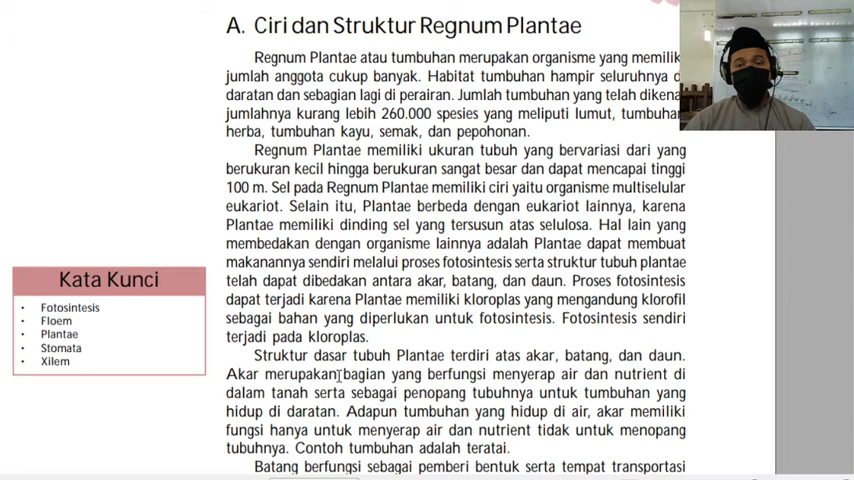 A. Ciri dan Struktur Regnum Plantae
Regnum Plantae atau tumbuhan merupakan organisme yang memilik
jumlah anggota cukup banyak. Habitat tumbuhan hampir seluruhnya d
daratan dan sebagian lagi di perairan. Jumlah tumbuhan yang telah dikena
jumlahnya kurang lebih 260.000 spesies yang meliputi lumut, tumbuhan
herba, tumbuhan kayu, semak, dan pepohonan.
Regnum Plantae memiliki ukuran tubuh yang bervariasi dari yang
berukuran kecil hingga berukuran sangat besar dan dapat mencapai tinggi
100 m. Sel pada Regnum Plantae memiliki ciri yaitu organisme multiselular
eukariot. Selain itu, Plantae berbeda dengan eukariot lainnya, karena
Plantae memiliki dinding sel yang tersusun atas selulosa. Hal lain yang
membedakan dengan organisme lainnya adalah Plantae dapat membuat
makanannya sendiri melalui proses fotosintesis serta struktur tubuh plantae
telah dapat dibedakan antara akar, batang, dan daun. Proses fotosintesis
dapat terjadi karena Plantae memiliki kloroplas yang mengandung klorofil
sebagai bahan yang diperlukan untuk fotosintesis. Fotosintesis sendiri
terjadi pada kloroplas.
Struktur dasar tubuh Plantae terdiri atas akar, batang, dan daun.
Akar merupakan bagian yang berfungsi menyerap air dan nutrient di
dalam tanah serta sebagai penopang tubuhnya untuk tumbuhan yang
hidup di daratan. Adapun tumbuhan yang hidup di air, akar memiliki
fungsi hanya untuk menyerap air dan nutrient tidak untuk menopang
tubuhnya. Contoh tumbuhan adalah teratai.
Batang berfungsi sebagai pemberi bentuk serta tempat transportasi
Kata Kunci
• Fotosintesis
• Floem
• Plantae
• Stomata
• Xilem